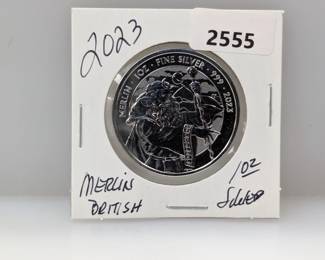 2023
2555
MERLIN · 1OZ · FINE SILVER · 999 · 2023
MERLIN
BRITISH
1OZ
Silver